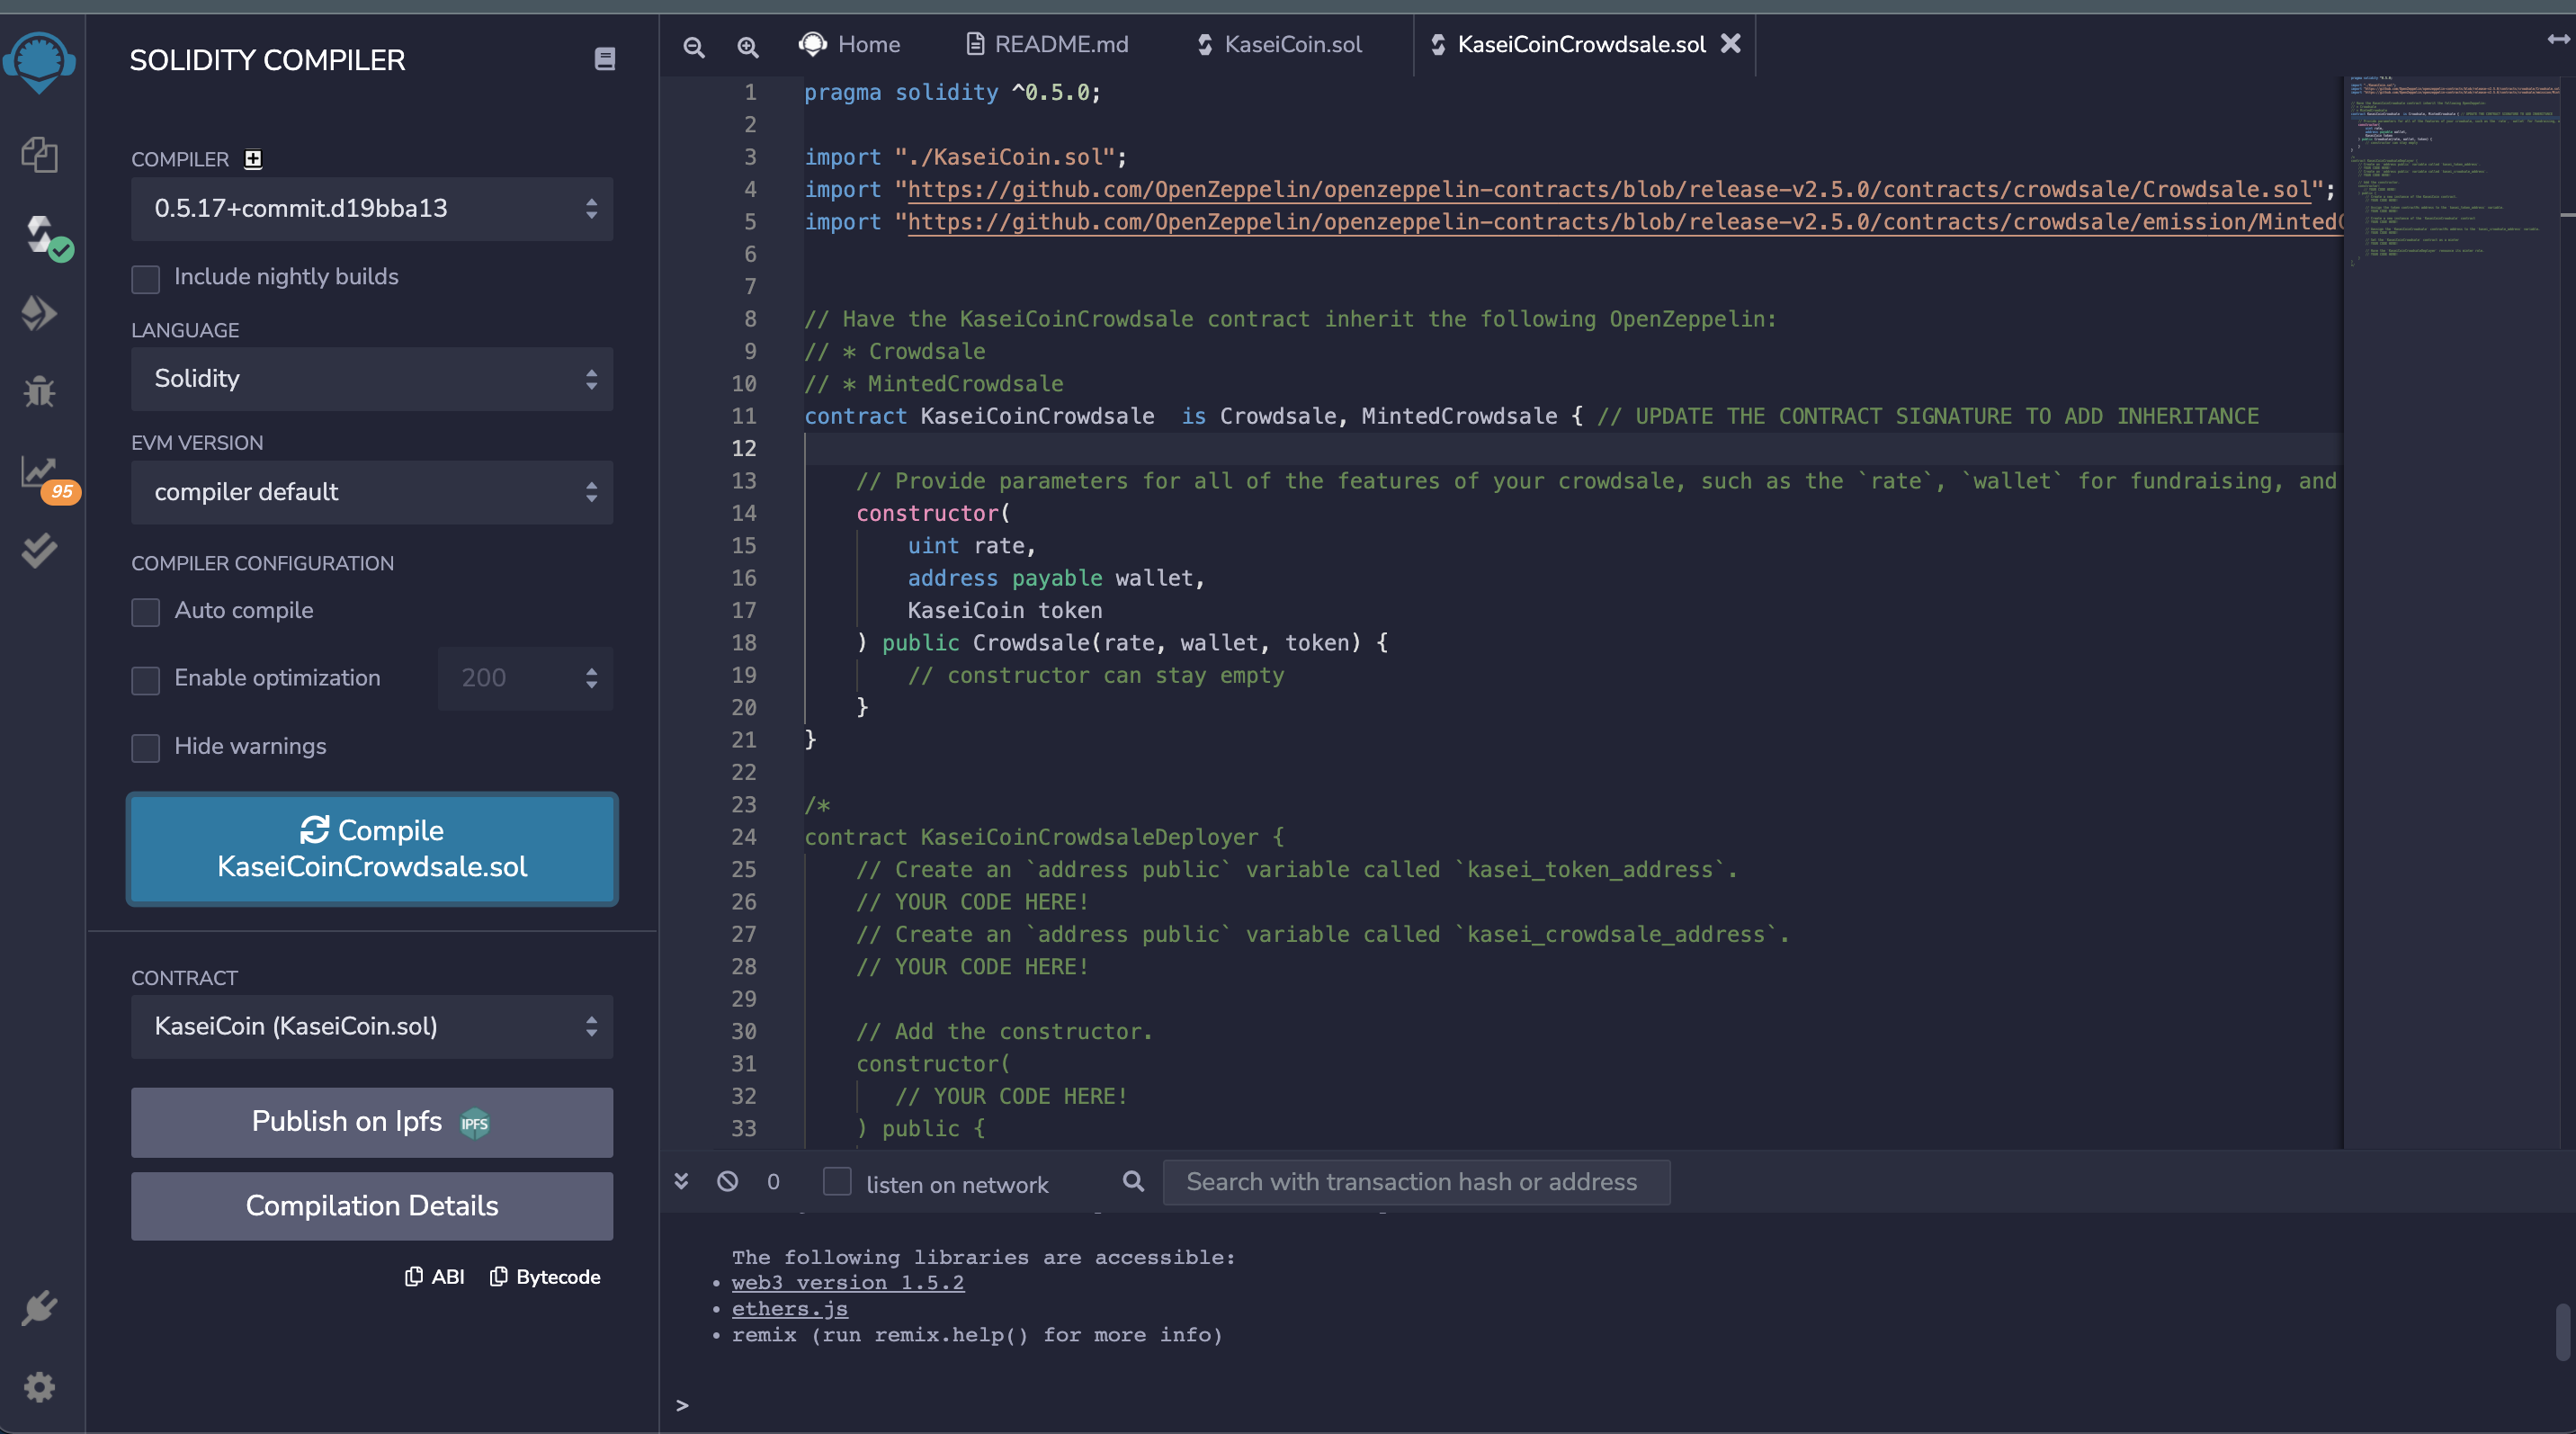 SOLIDITY COMPILER
COMPILER
0.5.17+commit.d19bba13
Include nightly builds
LANGUAGE
Solidity
EVM VERSION
compiler default
COMPILER CONFIGURATION
Auto compile
Enable optimization
200
Hide warnings
Compile
KaseiCoinCrowdsale.sol
CONTRACT
KaseiCoin (KaseiCoin.sol)
Publish on Ipfs
IPFS
Compilation Details
ABI
Bytecode
95
Home
README.md
KaseiCoin.sol
KaseiCoinCrowdsale.sol
1 pragma solidity ^0.5.0;
2
3 import "./KaseiCoin.sol";
4 import "https://github.com/OpenZeppelin/openzeppelin-contracts/blob/release-v2.5.0/contracts/crowdsale/Crowdsale.sol";
5 import "https://github.com/OpenZeppelin/openzeppelin-contracts/blob/release-v2.5.0/contracts/crowdsale/emission/Minted
6
7
8 // Have the KaseiCoinCrowdsale contract inherit the following OpenZeppelin:
9 // * Crowdsale
10 // * MintedCrowdsale
11 contract KaseiCoinCrowdsale  is Crowdsale, MintedCrowdsale { // UPDATE THE CONTRACT SIGNATURE TO ADD INHERITANCE
12
13     // Provide parameters for all of the features of your crowdsale, such as the `rate`, `wallet` for fundraising, and
14     constructor(
15         uint rate,
16         address payable wallet,
17         KaseiCoin token
18     ) public Crowdsale(rate, wallet, token) {
19         // constructor can stay empty
20     }
21 }
22
23 /*
24 contract KaseiCoinCrowdsaleDeployer {
25     // Create an `address public` variable called `kasei_token_address`.
26     // YOUR CODE HERE!
27     // Create an `address public` variable called `kasei_crowdsale_address`.
28     // YOUR CODE HERE!
29
30     // Add the constructor.
31     constructor(
32        // YOUR CODE HERE!
33     ) public {
0
listen on network
Search with transaction hash or address
The following libraries are accessible:
• web3 version 1.5.2
• ethers.js
• remix (run remix.help() for more info)
>